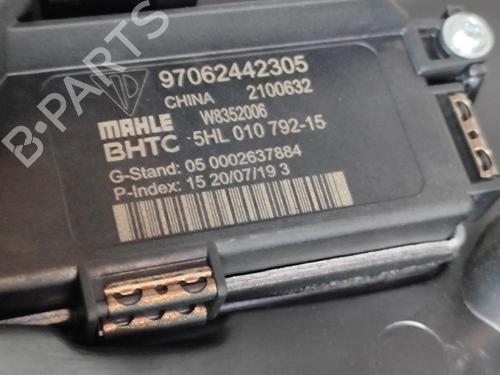 97062442305
CHINA 2100632
MAHLE W8352006
BHTC 5HL 010 792-15
G-Stand: 05 0002637884
P-Index: 15 20/07/19 3
B-PARTS